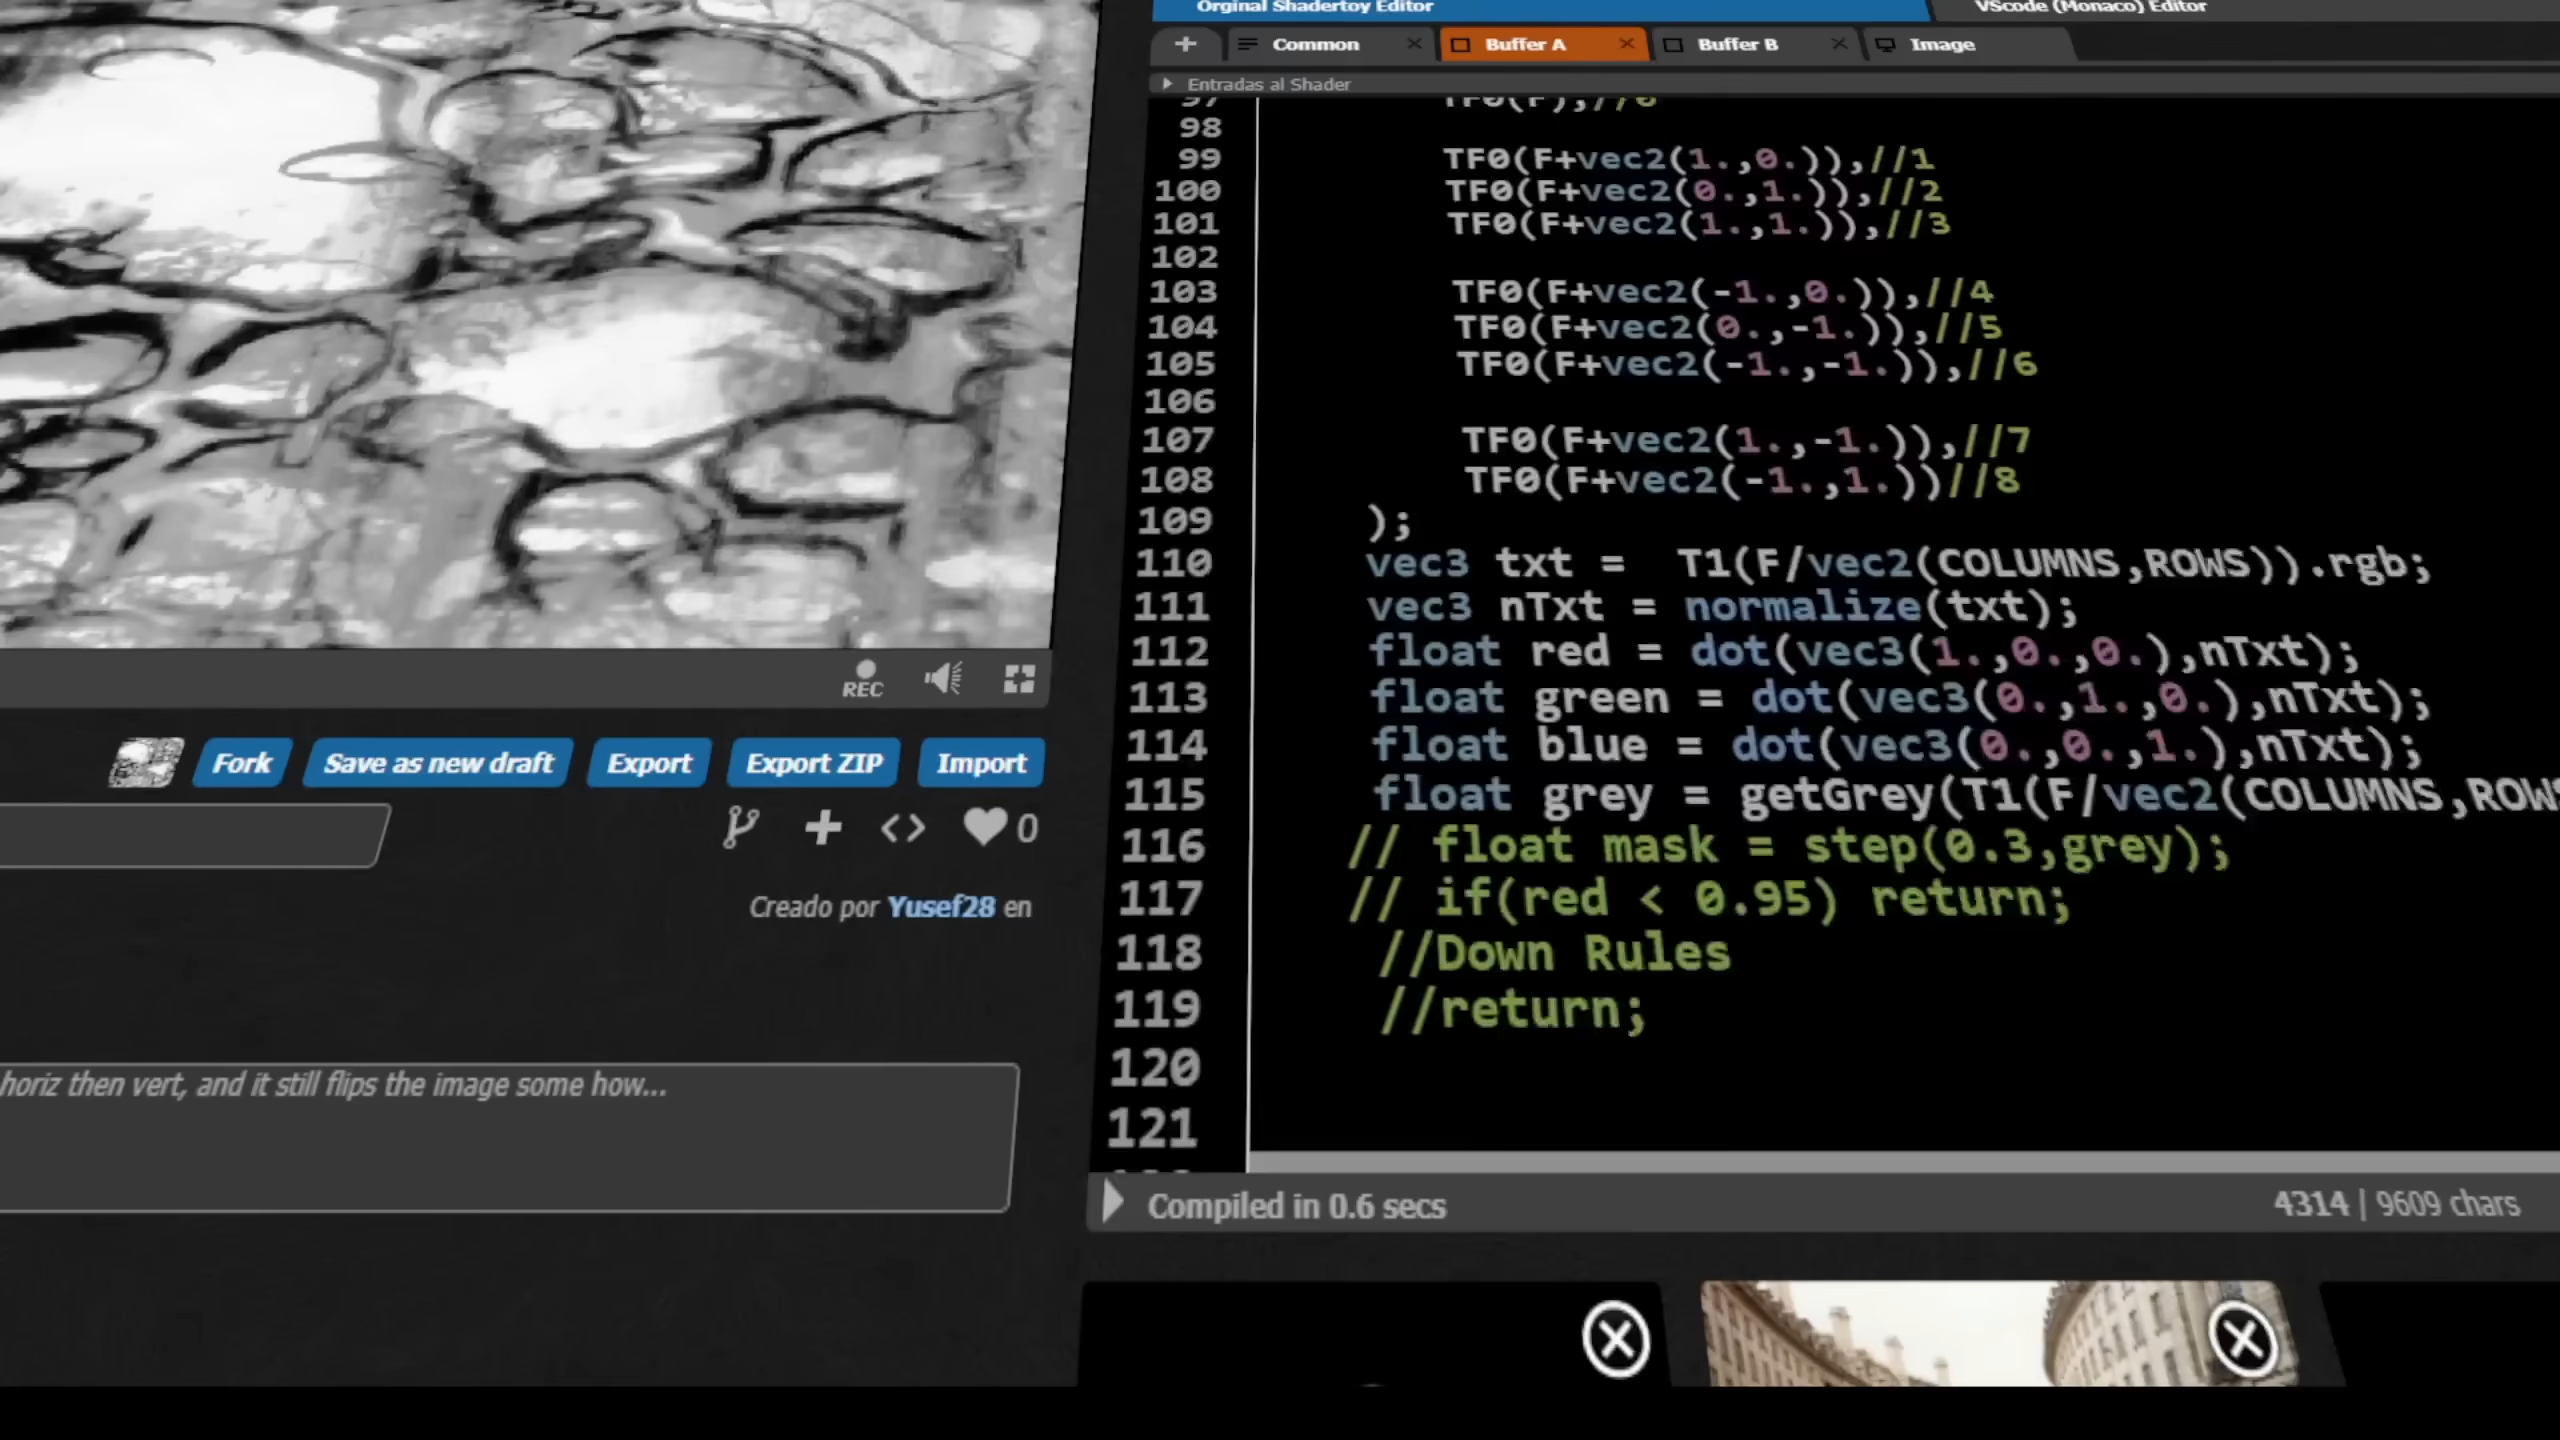 Orginal Shadertoy Editor
VScode (Monaco) Editor
+ Common × Buffer A × Buffer B × Image
Entradas al Shader
97 TF0(F),//0
98
99 TF0(F+vec2(1.,0.)),//1
100 TF0(F+vec2(0.,1.)),//2
101 TF0(F+vec2(1.,1.)),//3
102
103 TF0(F+vec2(-1.,0.)),//4
104 TF0(F+vec2(0.,-1.)),//5
105 TF0(F+vec2(-1.,-1.)),//6
106
107 TF0(F+vec2(1.,-1.)),//7
108 TF0(F+vec2(-1.,1.))//8
109 );
110 vec3 txt = T1(F/vec2(COLUMNS,ROWS)).rgb;
111 vec3 nTxt = normalize(txt);
112 float red = dot(vec3(1.,0.,0.),nTxt);
113 float green = dot(vec3(0.,1.,0.),nTxt);
114 float blue = dot(vec3(0.,0.,1.),nTxt);
115 float grey = getGrey(T1(F/vec2(COLUMNS,ROWS
116 // float mask = step(0.3,grey);
117 // if(red < 0.95) return;
118 //Down Rules
119 //return;
120
121
Compiled in 0.6 secs
4314 | 9609 chars
REC
Fork
Save as new draft
Export
Export ZIP
Import
0
Creado por Yusef28 en
horiz then vert, and it still flips the image some how...